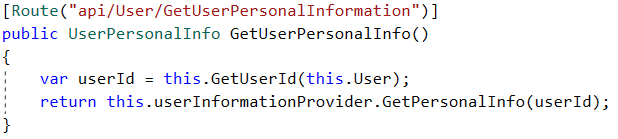 [Route("api/User/GetUserPersonalInformation")]
public UserPersonalInfo GetUserPersonalInfo()
{
    var userId = this.GetUserId(this.User);
    return this.userInformationProvider.GetPersonalInfo(userId);
}